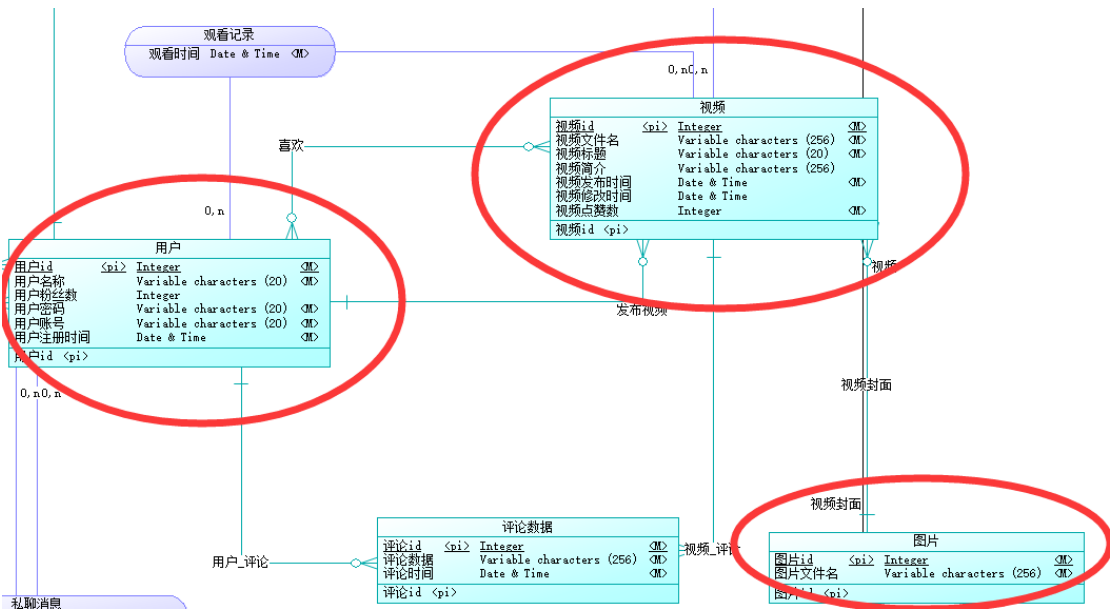 观看记录
观看时间 Date & Time <M>
0,n0,n
视频
视频id <pi> Integer <M>
视频文件名 Variable characters (256) <M>
视频标题 Variable characters (20) <M>
视频简介 Variable characters (256)
视频发布时间 Date & Time <M>
视频修改时间 Date & Time
视频点赞数 Integer <M>
视频id <pi>
喜欢
0,n
用户
用户id <pi> Integer <M>
用户名称 Variable characters (20) <M>
用户粉丝数 Integer
用户密码 Variable characters (20) <M>
用户账号 Variable characters (20) <M>
用户注册时间 Date & Time <M>
用户id <pi>
视频
发布视频
0,n0,n
视频封面
视频封面
评论数据
评论id <pi> Integer <M>
评论数据 Variable characters (256) <M>
评论时间 Date & Time <M>
评论id <pi>
用户_评论
视频_评论
图片
图片id <pi> Integer <M>
图片文件名 Variable characters (256) <M>
图片id <pi>
私聊消息